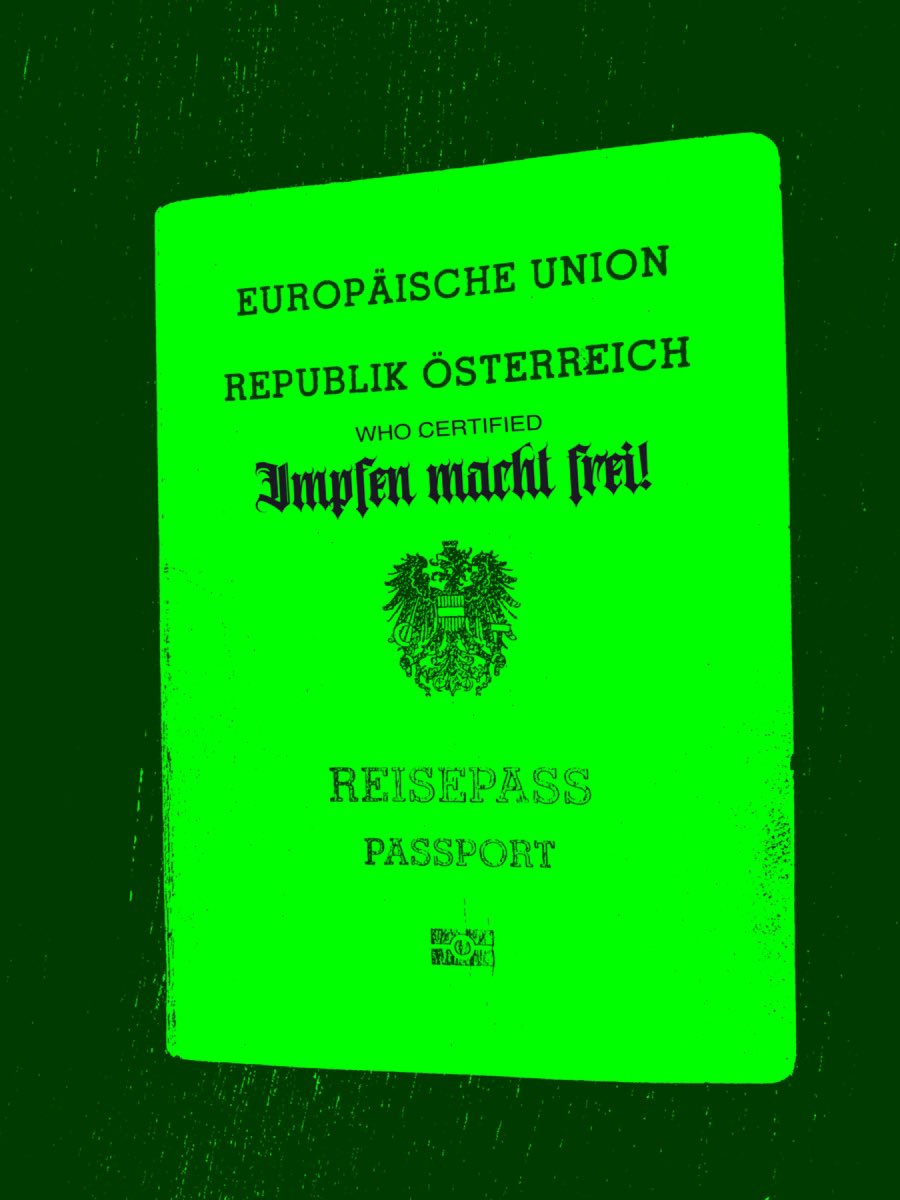 EUROPÄISCHE UNION
REPUBLIK ÖSTERREICH
WHO CERTIFIED
Impfen macht frei!
REISEPASS
PASSPORT